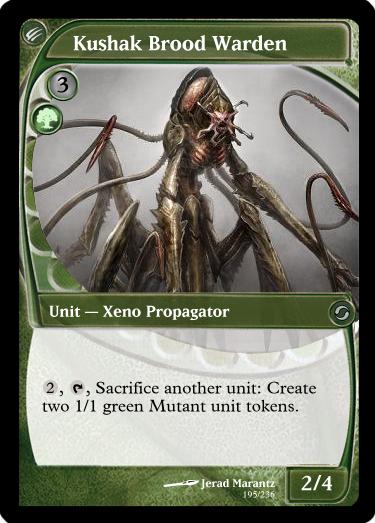 Kushak Brood Warden
3
Unit — Xeno Propagator
2, , Sacrifice another unit: Create
two 1/1 green Mutant unit tokens.
Jerad Marantz
195/236
2/4